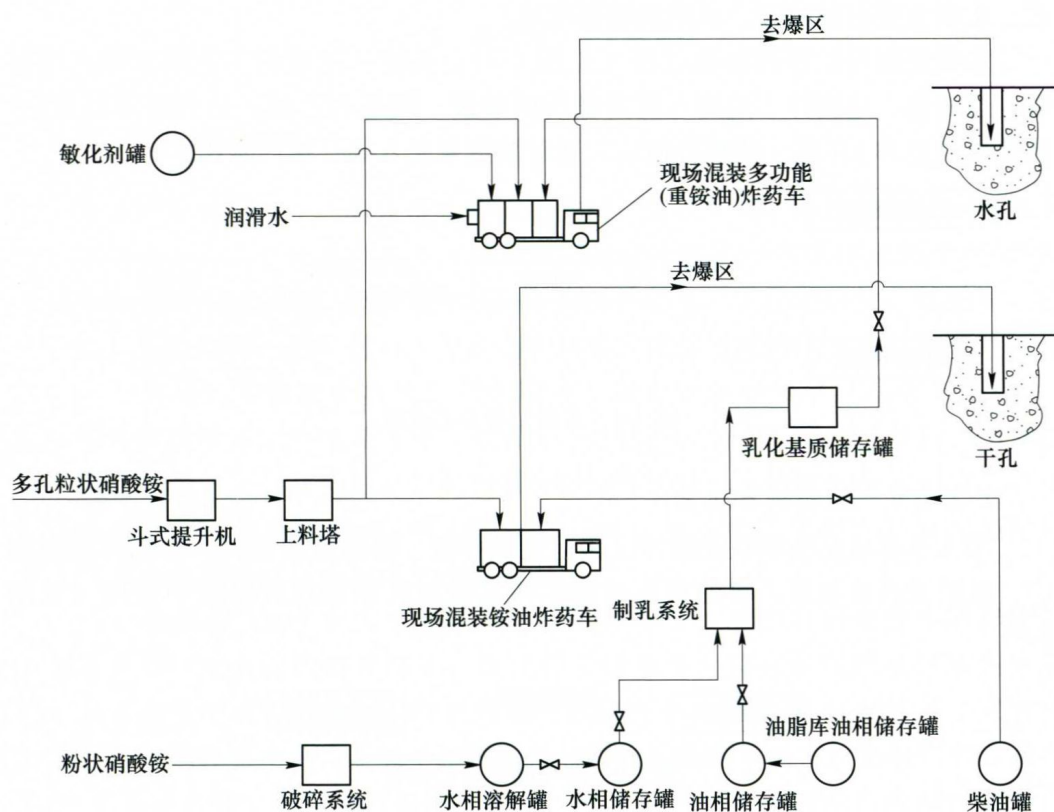 去爆区
敏化剂罐
现场混装多功能
(重铵油)炸药车
润滑水
水孔
去爆区
乳化基质储存罐
干孔
多孔粒状硝酸铵
斗式提升机
上料塔
现场混装铵油炸药车
制乳系统
油脂库油相储存罐
粉状硝酸铵
破碎系统
水相溶解罐
水相储存罐
油相储存罐
柴油罐